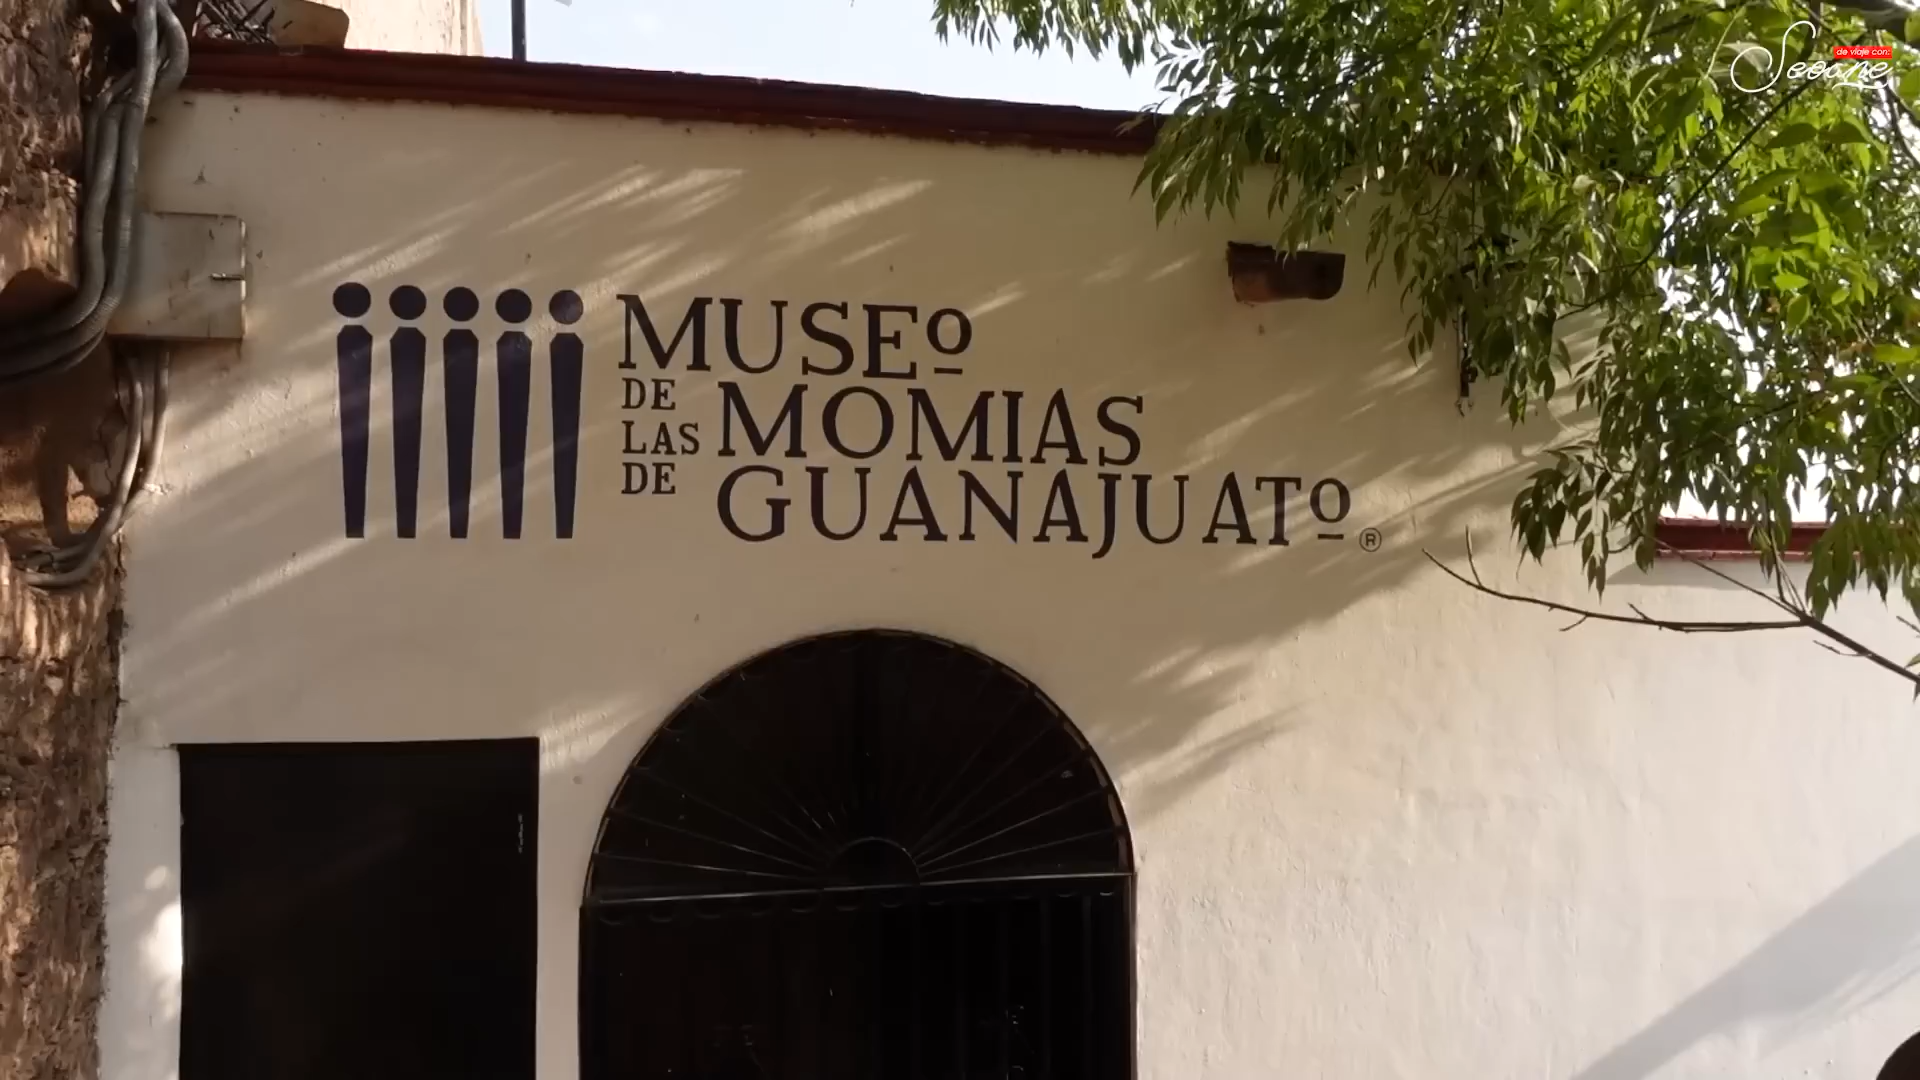 de viaje con:
Seoane
MUSEO
DE LAS MOMIAS
DE GUANAJUATO ®